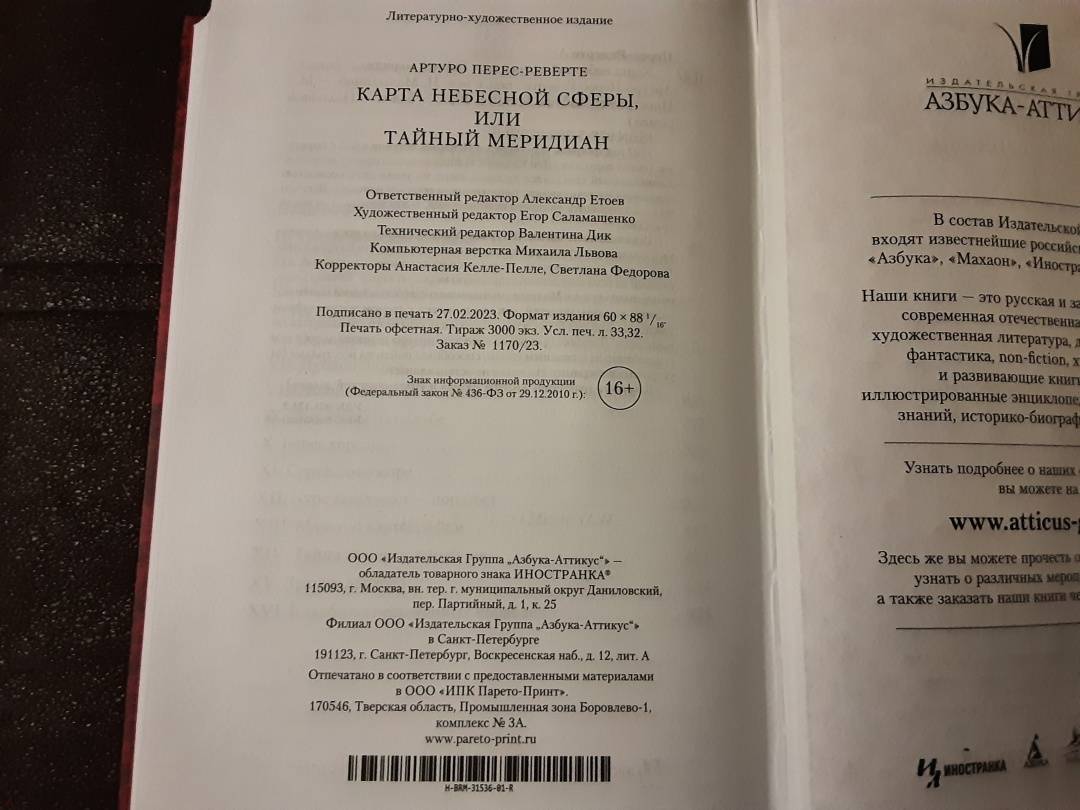 Литературно-художественное издание
АРТУРО ПЕРЕС-РЕВЕРТЕ
КАРТА НЕБЕСНОЙ СФЕРЫ,
ИЛИ
ТАЙНЫЙ МЕРИДИАН
Ответственный редактор Александр Етоев
Художественный редактор Егор Саламашенко
Технический редактор Валентина Дик
Компьютерная верстка Михаила Львова
Корректоры Анастасия Келле-Пелле, Светлана Федорова
Подписано в печать 27.02.2023. Формат издания 60 × 88 1/16.
Печать офсетная. Тираж 3000 экз. Усл. печ. л. 33,32.
Заказ № 1170/23.
Знак информационной продукции
(Федеральный закон № 436-ФЗ от 29.12.2010 г.):
16+
ООО «Издательская Группа „Азбука-Аттикус“» —
обладатель товарного знака ИНОСТРАНКА®
115093, г. Москва, вн. тер. г. муниципальный округ Даниловский,
пер. Партийный, д. 1, к. 25
Филиал ООО «Издательская Группа „Азбука-Аттикус“»
в Санкт-Петербурге
191123, г. Санкт-Петербург, Воскресенская наб., д. 12, лит. А
Отпечатано в соответствии с предоставленными материалами
в ООО «ИПК Парето-Принт».
170546, Тверская область, Промышленная зона Боровлево-1,
комплекс № 3А.
www.pareto-print.ru
H-BRM-31536-01-R
ИЗДАТЕЛЬСКАЯ
АЗБУКА-АТТИ
В состав Издательской
входят известнейшие российс
«Азбука», «Махаон», «Иностра
Наши книги — это русская и за
современная отечественна
художественная литература, д
фантастика, non-fiction, х
и развивающие книг
иллюстрированные энциклопе
знаний, историко-биограф
Узнать подробнее о наших
вы можете на
www.atticus-g
Здесь же вы можете прочесть о
узнать о различных мероп
а также заказать наши книги че
ИЛ ИНОСТРАНКА
АЗБУКА